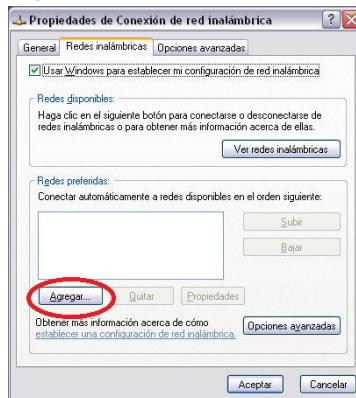 Propiedades de Conexión de red inalámbrica
General Redes inalámbricas Opciones avanzadas
Usar Windows para establecer mi configuración de red inalámbrica
Redes disponibles:
Haga clic en el siguiente botón para conectarse o desconectarse de
redes inalámbricas o para obtener más información acerca de ellas.
Ver redes inalámbricas
Redes preferidas:
Conectar automáticamente a redes disponibles en el orden siguiente:
Subir
Bajar
Agregar... Quitar Propiedades
Obtener más información acerca de cómo
establecer una configuración de red inalámbrica.
Opciones avanzadas
Aceptar Cancelar